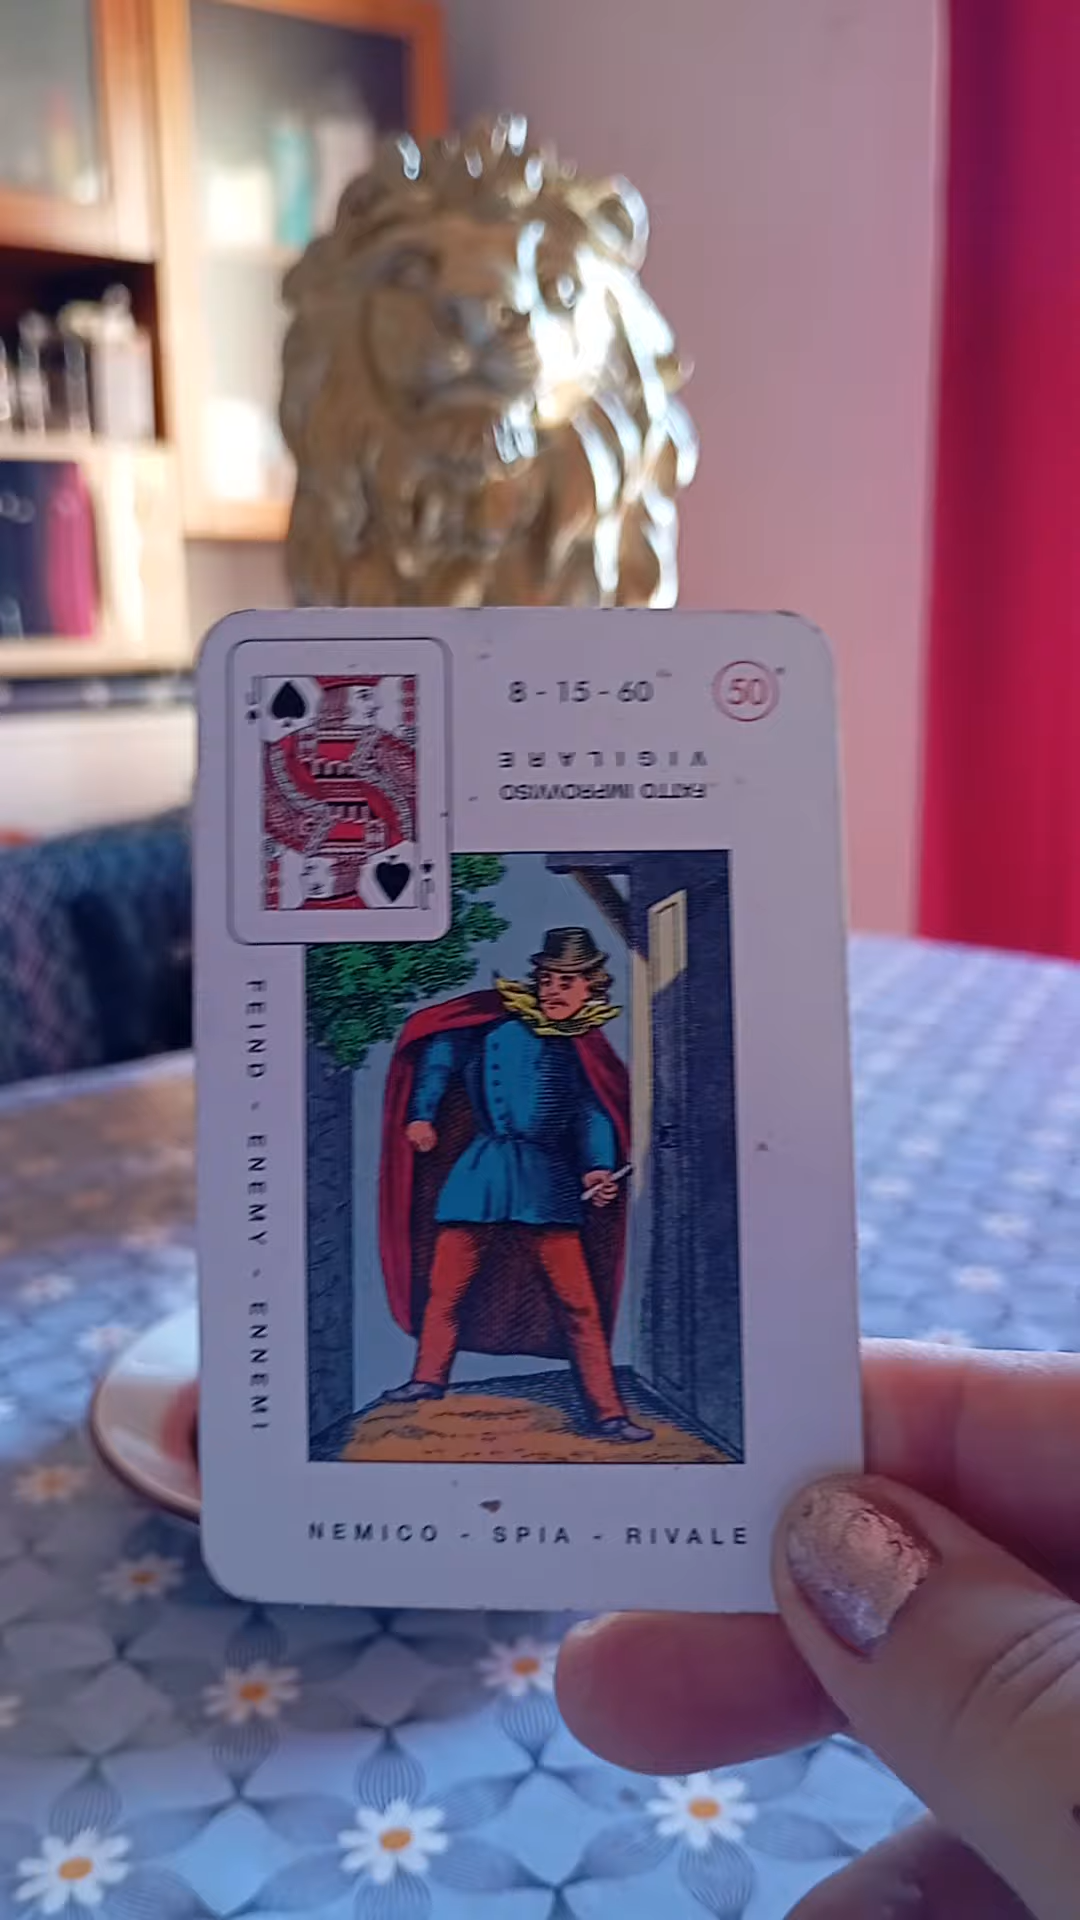 8 - 15 - 60
50
VIGILARE
FATTO IMPROVVISO
FEIND - ENEMY - ENNEMI
NEMICO - SPIA - RIVALE